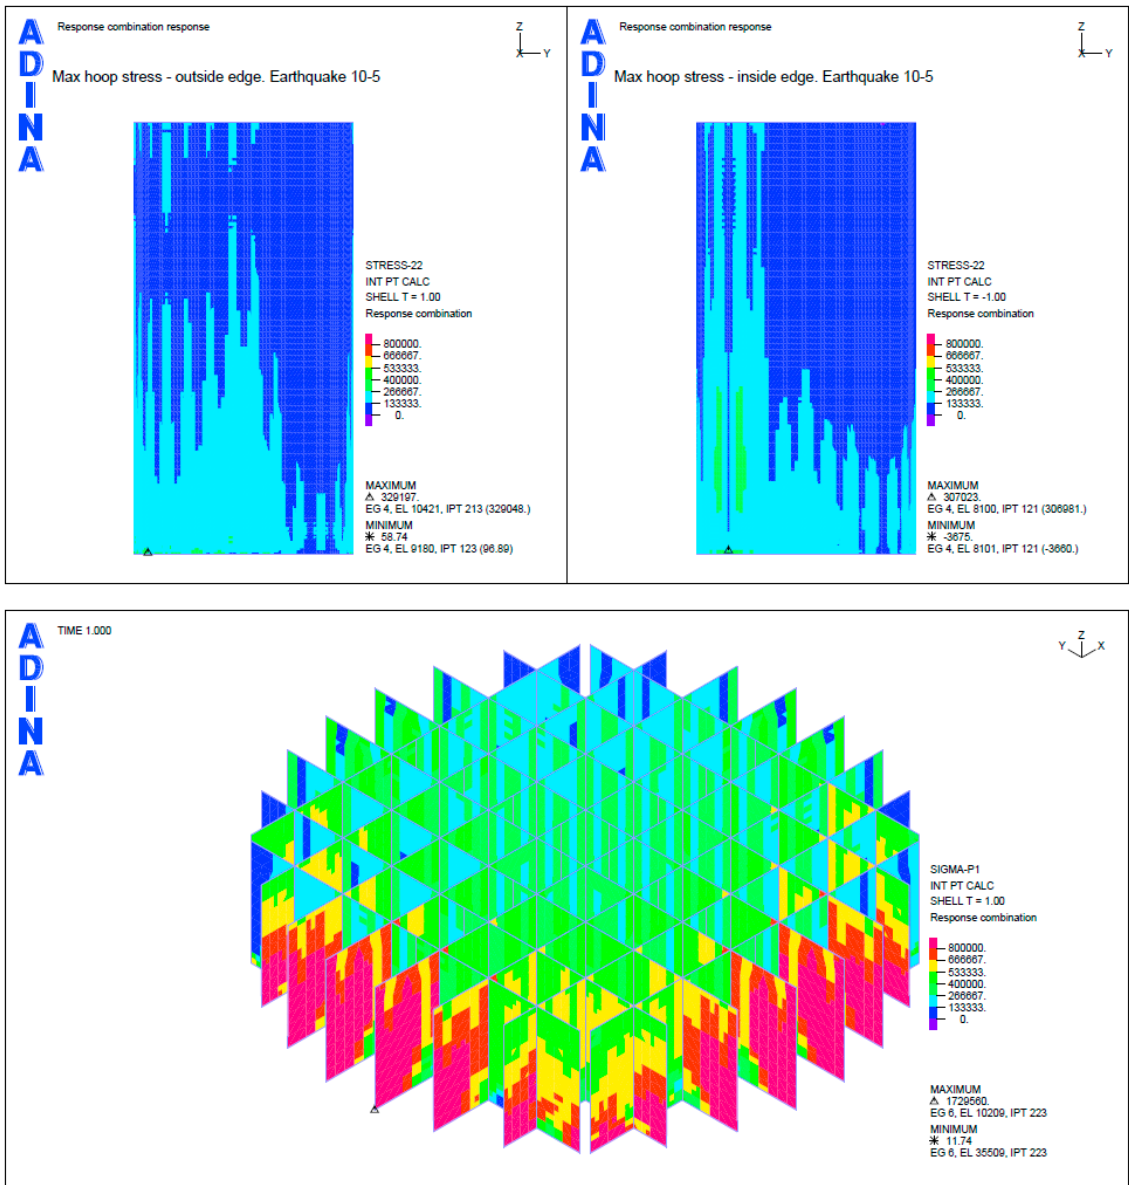 ADINA
Response combination response
Z
X Y
Max hoop stress - outside edge. Earthquake 10-5
STRESS-22
INT PT CALC
SHELL T = 1.00
Response combination
800000.
666667.
533333.
400000.
266667.
133333.
0.
MAXIMUM
329197.
EG 4, EL 10421, IPT 213 (329048.)
MINIMUM
58.74
EG 4, EL 9180, IPT 123 (96.89)
ADINA
Response combination response
Z
X Y
Max hoop stress - inside edge. Earthquake 10-5
STRESS-22
INT PT CALC
SHELL T = -1.00
Response combination
800000.
666667.
533333.
400000.
266667.
133333.
0.
MAXIMUM
307023.
EG 4, EL 8100, IPT 121 (306981.)
MINIMUM
-3675.
EG 4, EL 8101, IPT 121 (-3660.)
ADINA
TIME 1.000
Z
Y X
SIGMA-P1
INT PT CALC
SHELL T = 1.00
Response combination
800000.
666667.
533333.
400000.
266667.
133333.
0.
MAXIMUM
1729560.
EG 6, EL 10209, IPT 223
MINIMUM
11.74
EG 6, EL 35509, IPT 223